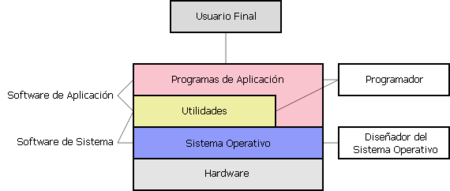 Usuario Final
Programas de Aplicación
Programador
Software de Aplicación
Utilidades
Software de Sistema
Sistema Operativo
Diseñador del
Sistema Operativo
Hardware